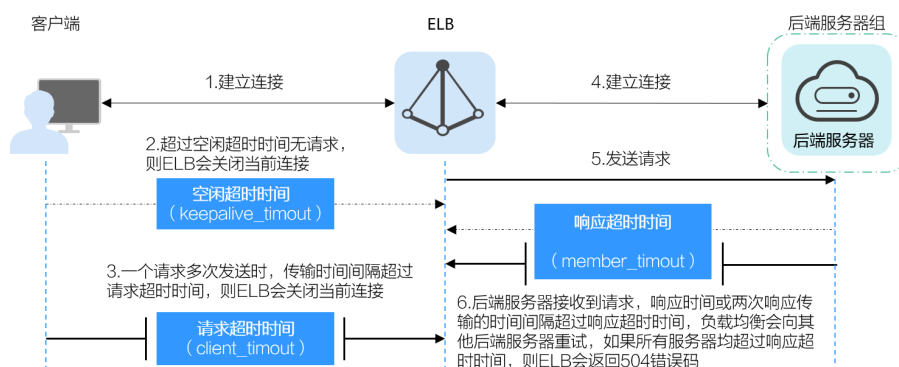 客户端
ELB
后端服务器组
1.建立连接
4.建立连接
后端服务器
2.超过空闲超时时间无请求，
则ELB会关闭当前连接
5.发送请求
空闲超时时间
（keepalive_timout）
响应超时时间
（member_timout）
3.一个请求多次发送时，传输时间间隔超过
请求超时时间，则ELB会关闭当前连接
请求超时时间
（client_timout）
6.后端服务器接收到请求，响应时间或两次响应传
输的时间间隔超过响应超时时间，负载均衡会向其
他后端服务器重试，如果所有服务器均超过响应超
时时间，则ELB会返回504错误码